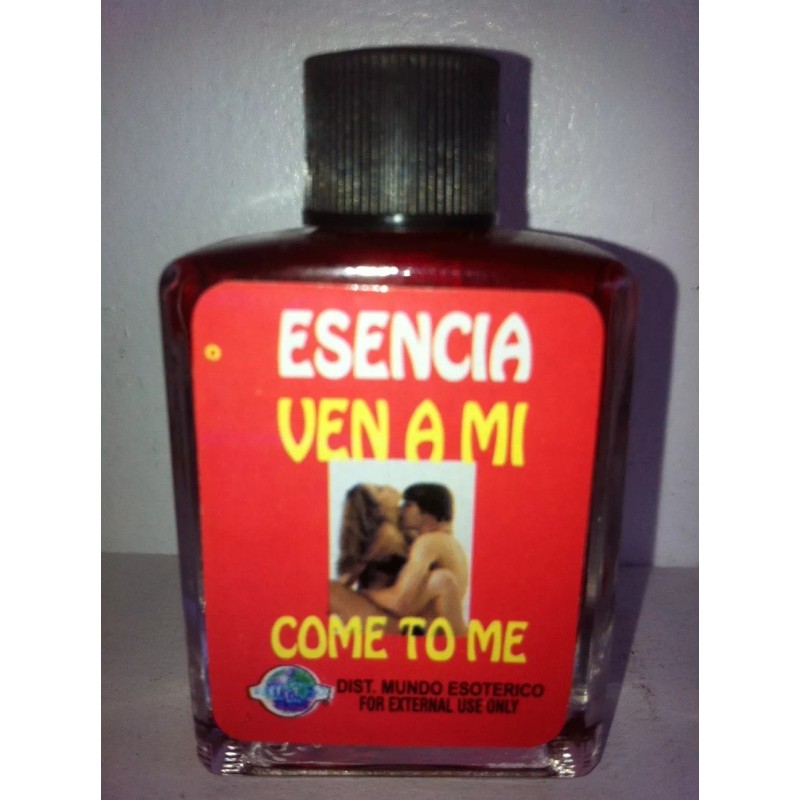 ESENCIA
VEN A MI
COME TO ME
DIST. MUNDO ESOTERICO
FOR EXTERNAL USE ONLY